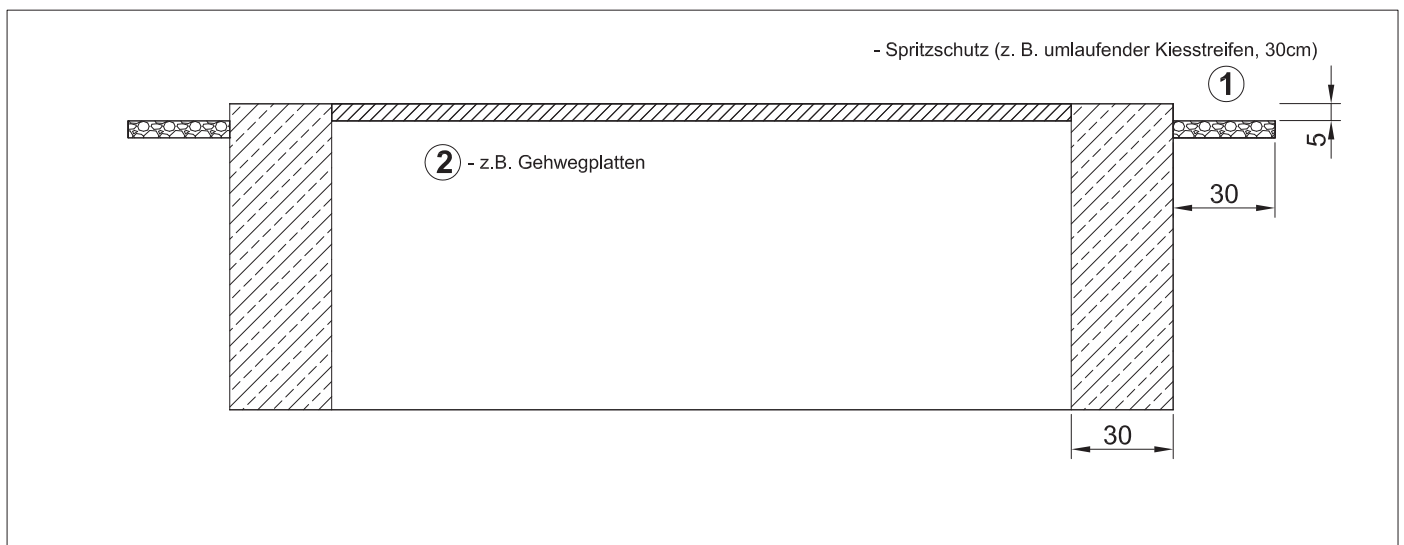 - Spritzschutz (z. B. umlaufender Kiesstreifen, 30cm)
1
5
2 - z.B. Gehwegplatten
30
30